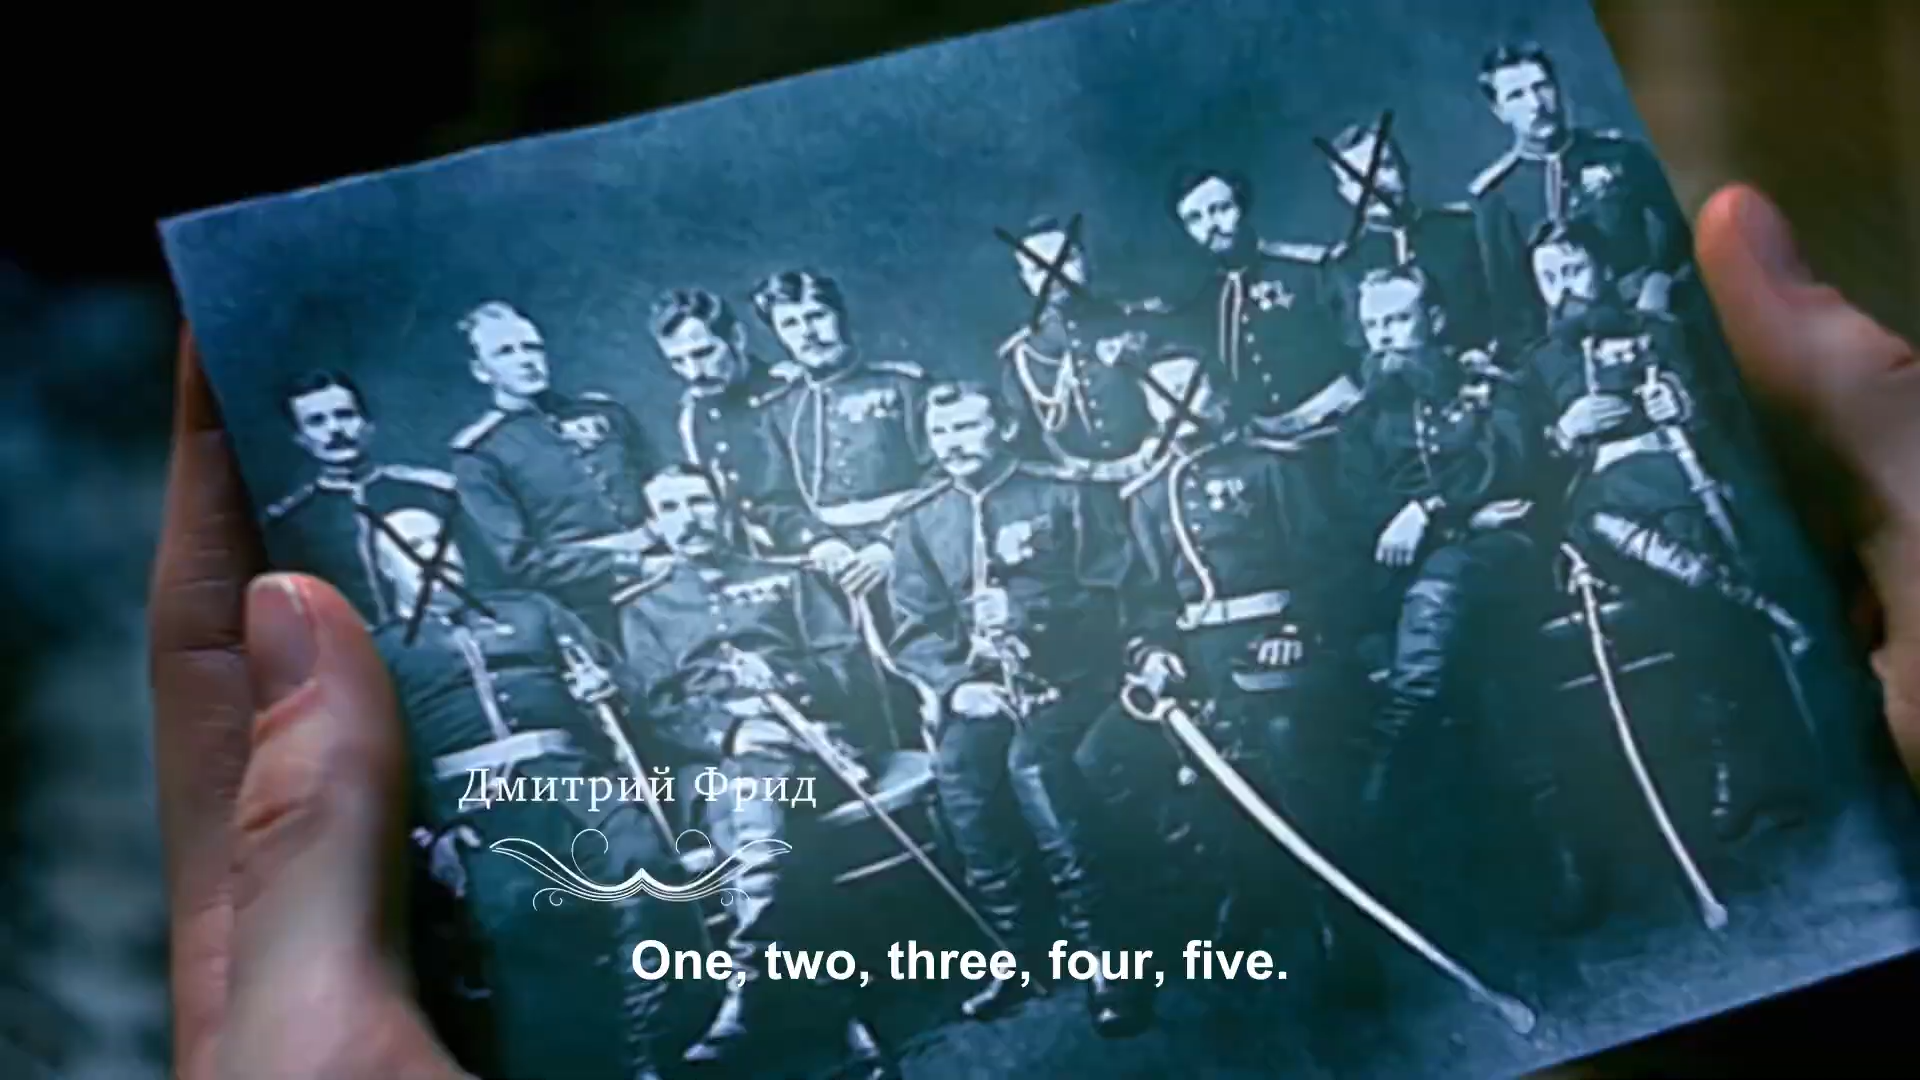 Дмитрий Фрид
One, two, three, four, five.